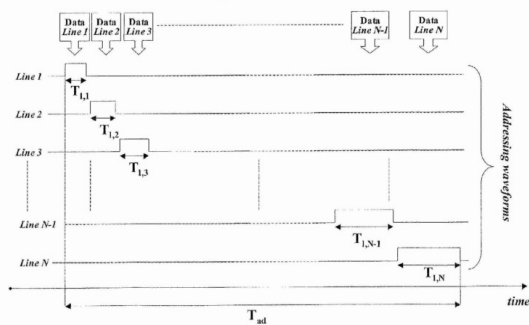 Data Data Data Data Data
Line 1 Line 2 Line 3 Line N-1 Line N
Line 1
T1,1
Line 2
T1,2
Line 3
T1,3
Line N-1
T1,N-1
Line N
T1,N
Addressing waveforms
time
Tad